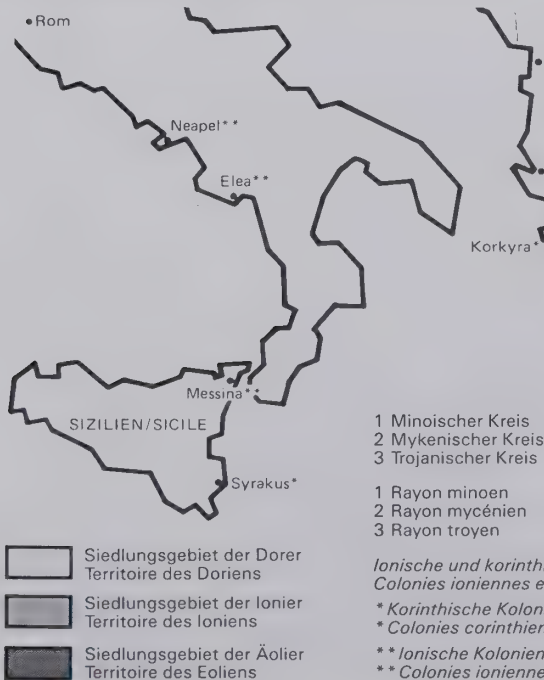 Rom
Neapel**
Elea**
Korkyra*
Messina**
SIZILIEN/SICILE
Syrakus*
1 Minoischer Kreis
2 Mykenischer Kreis
3 Trojanischer Kreis
1 Rayon minoen
2 Rayon mycénien
3 Rayon troyen
Siedlungsgebiet der Dorer
Territoire des Doriens
Siedlungsgebiet der Ionier
Territoire des Ioniens
Siedlungsgebiet der Äolier
Territoire des Eoliens
Ionische und korinth
Colonies ioniennes e
*Korinthische Kolon
*Colonies corinthien
**Ionische Kolonien
**Colonies ionienne